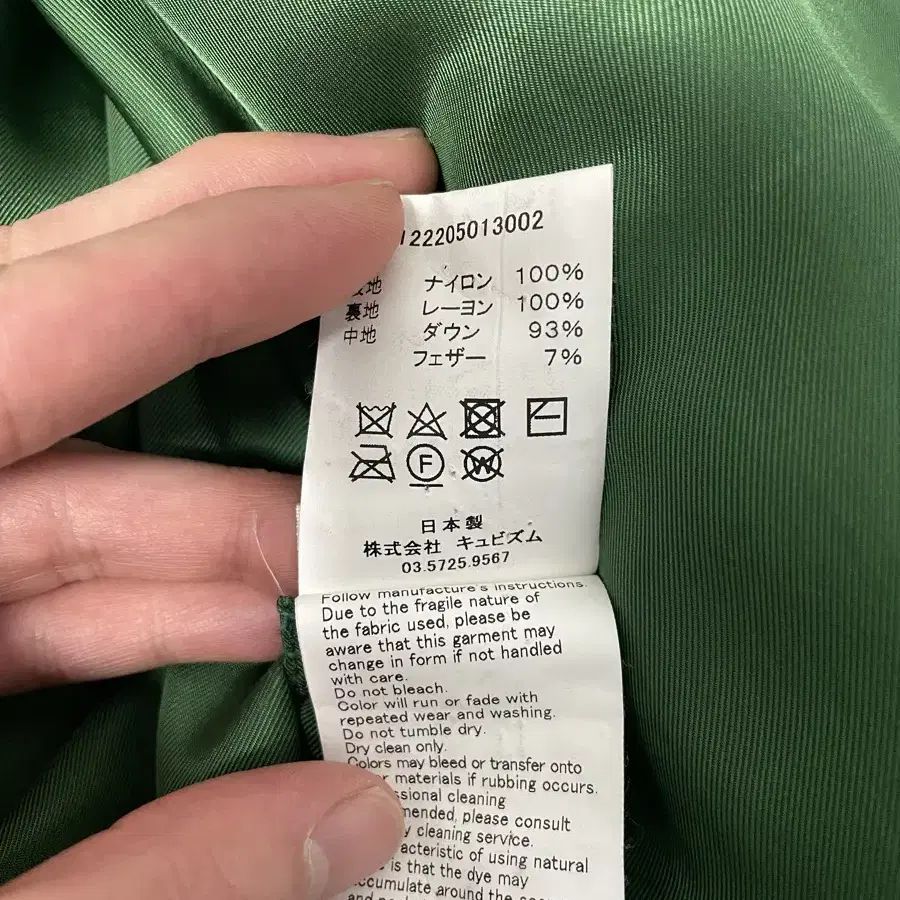 122205013002
地 ナイロン 100%
裏地 レーヨン 100%
中地 ダウン 93%
フェザー 7%
F
W
日本製
株式会社 キュビズム
03.5725.9567
Follow manufacture's instructions.
Due to the fragile nature of
the fabric used, please be
aware that this garment may
change in form if not handled
with care.
Do not bleach.
Color will run or fade with
repeated wear and washing.
Do not tumble dry.
Dry clean only.
Colors may bleed or transfer onto
materials if rubbing occurs.
cleaning
please consult
cleaning service.
of using natural
is that the dye may
accumulate around the